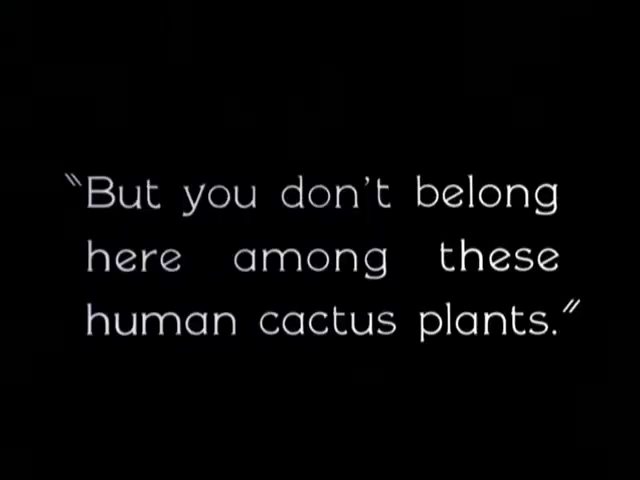 "But you don't belong
here among these
human cactus plants."